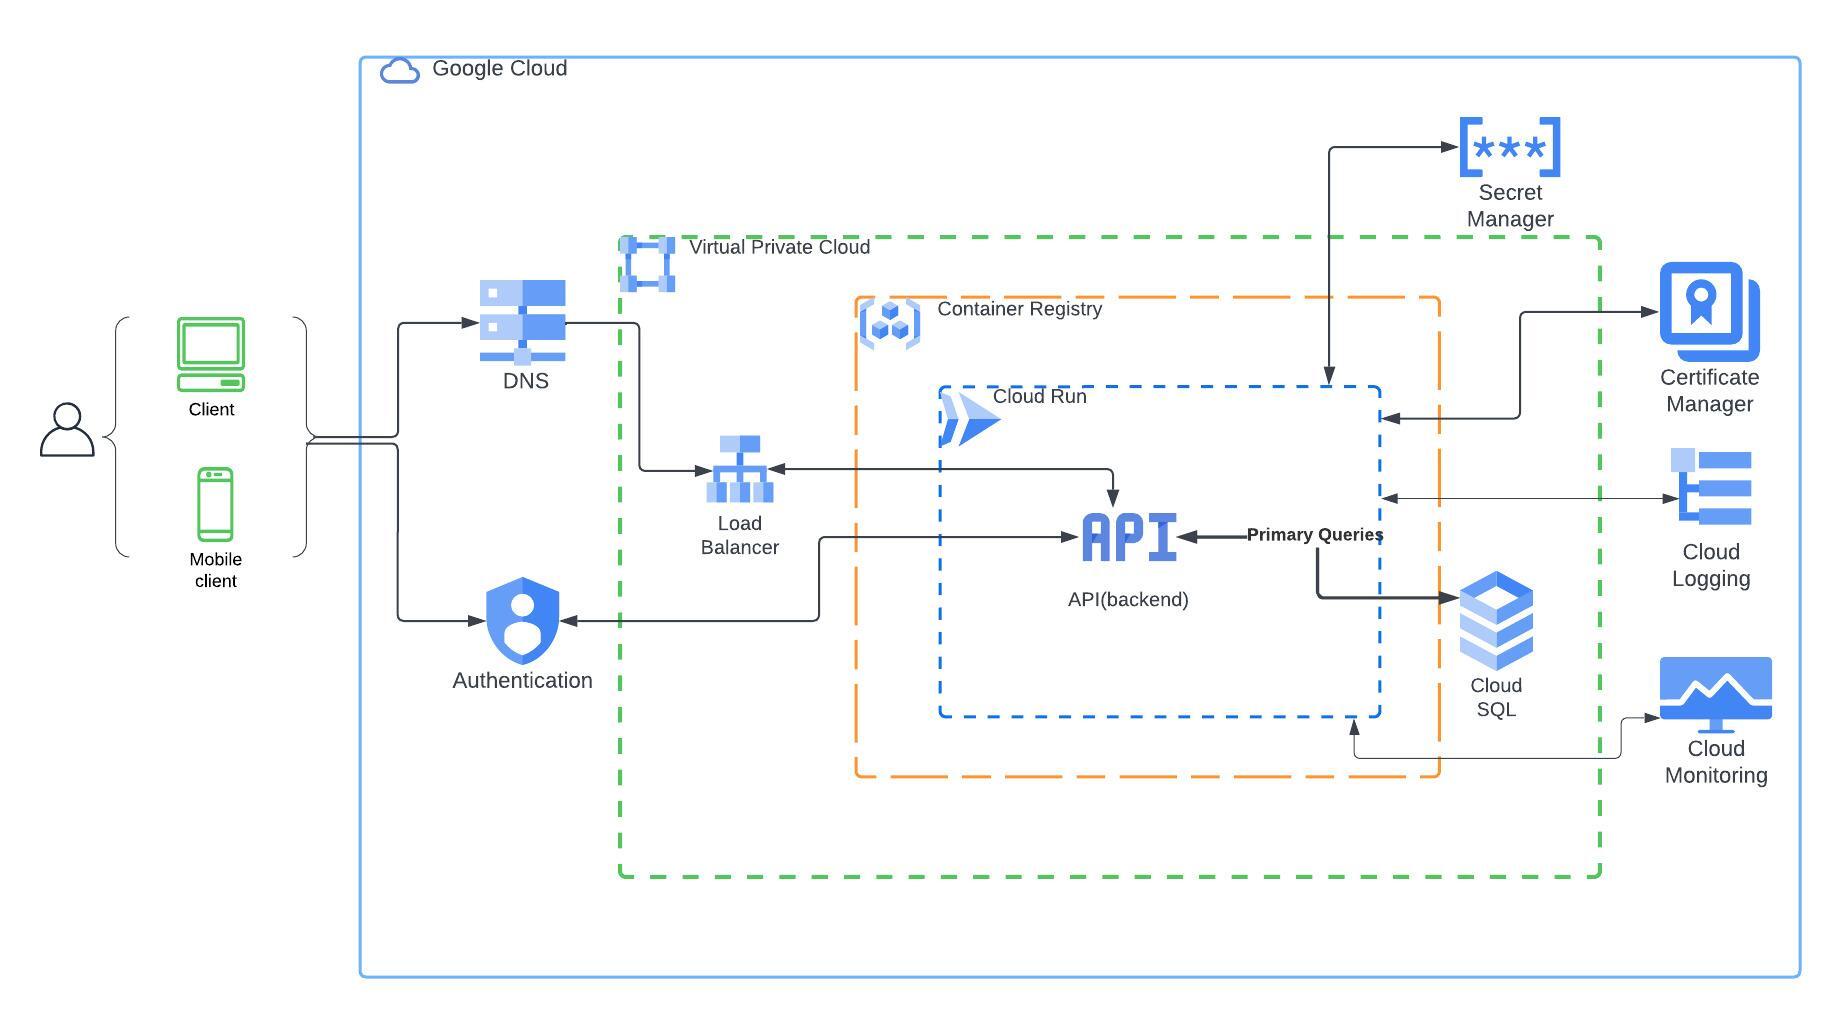 Google Cloud
***
Secret
Manager
Virtual Private Cloud
Container Registry
DNS
Certificate
Manager
Client
Cloud Run
Load
Balancer
Primary Queries
API
API(backend)
Cloud
Logging
Mobile
client
Authentication
Cloud
SQL
Cloud
Monitoring